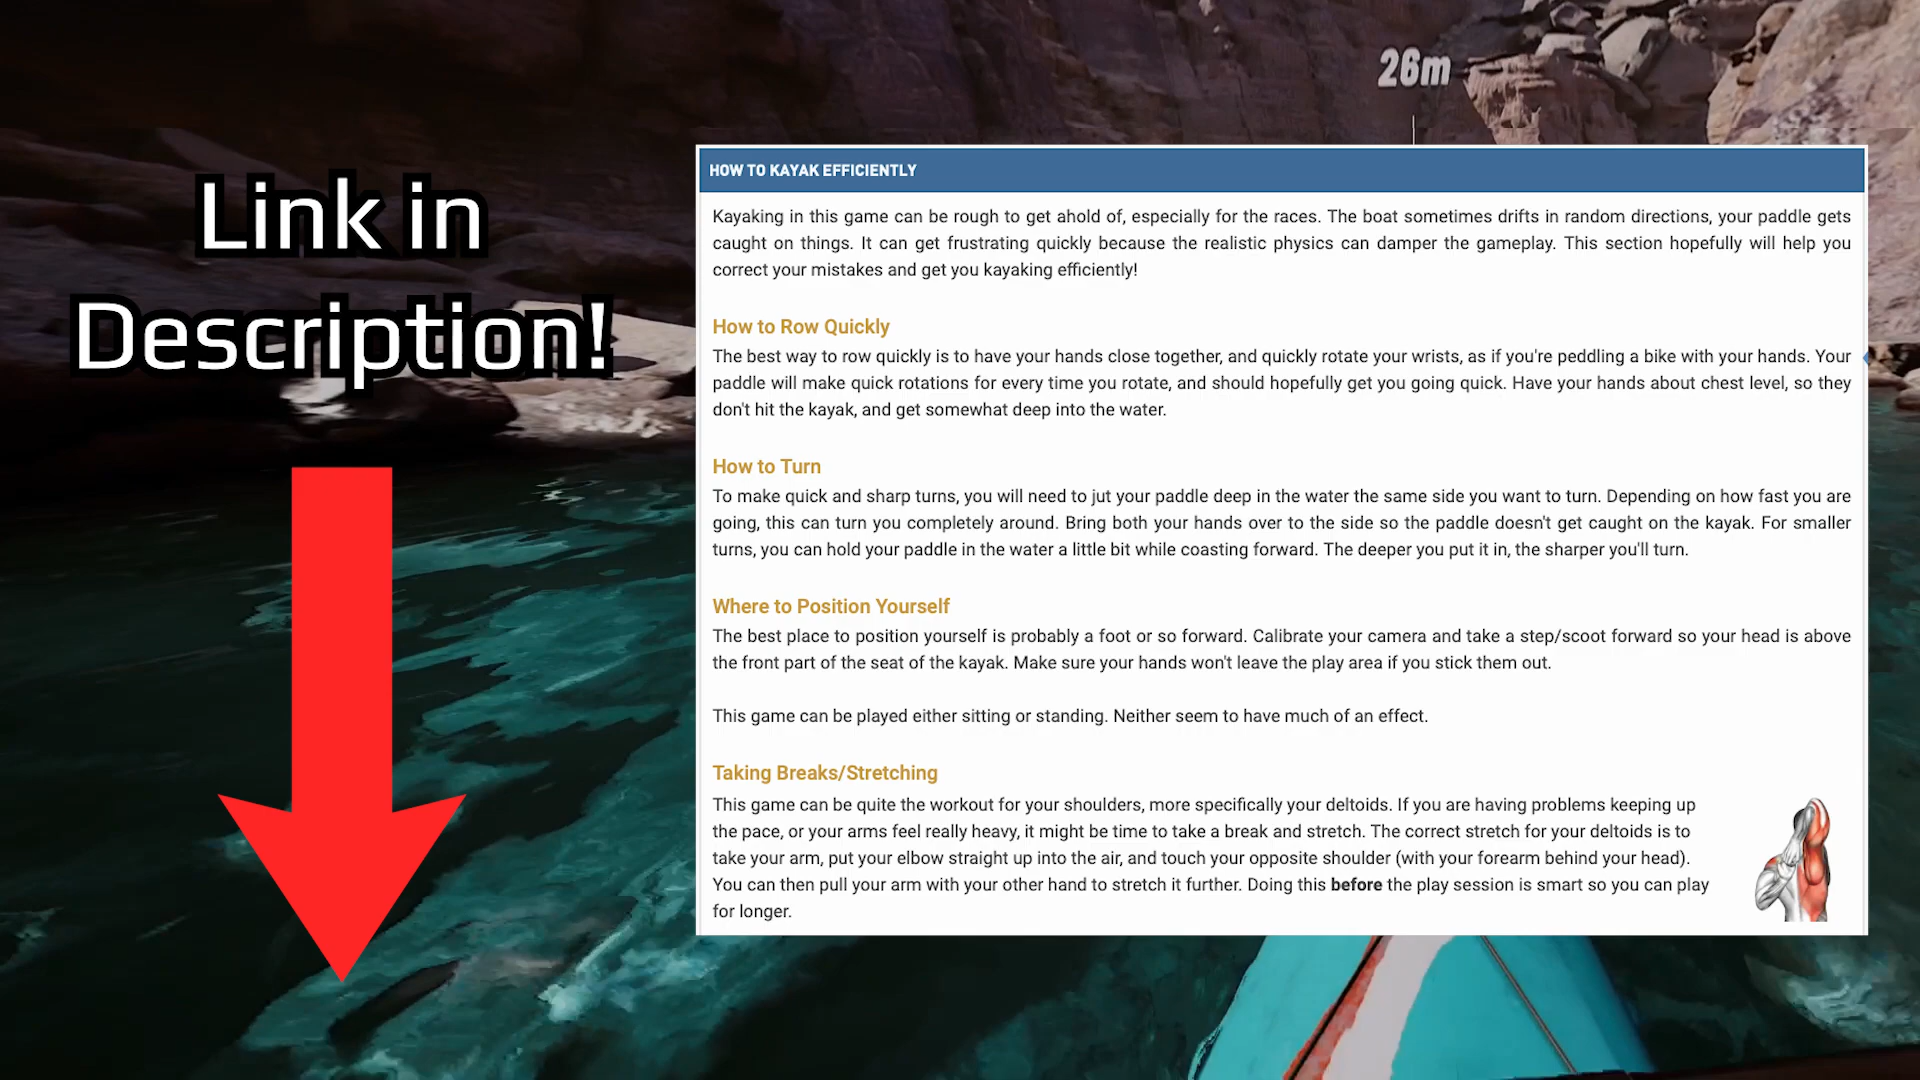 26m
Link in
Description!
HOW TO KAYAK EFFICIENTLY
Kayaking in this game can be rough to get ahold of, especially for the races. The boat sometimes drifts in random directions, your paddle gets
caught on things. It can get frustrating quickly because the realistic physics can damper the gameplay. This section hopefully will help you
correct your mistakes and get you kayaking efficiently!
How to Row Quickly
The best way to row quickly is to have your hands close together, and quickly rotate your wrists, as if you're peddling a bike with your hands. Your
paddle will make quick rotations for every time you rotate, and should hopefully get you going quick. Have your hands about chest level, so they
don't hit the kayak, and get somewhat deep into the water.
How to Turn
To make quick and sharp turns, you will need to jut your paddle deep in the water the same side you want to turn. Depending on how fast you are
going, this can turn you completely around. Bring both your hands over to the side so the paddle doesn't get caught on the kayak. For smaller
turns, you can hold your paddle in the water a little bit while coasting forward. The deeper you put it in, the sharper you'll turn.
Where to Position Yourself
The best place to position yourself is probably a foot or so forward. Calibrate your camera and take a step/scoot forward so your head is above
the front part of the seat of the kayak. Make sure your hands won't leave the play area if you stick them out.
This game can be played either sitting or standing. Neither seem to have much of an effect.
Taking Breaks/Stretching
This game can be quite the workout for your shoulders, more specifically your deltoids. If you are having problems keeping up
the pace, or your arms feel really heavy, it might be time to take a break and stretch. The correct stretch for your deltoids is to
take your arm, put your elbow straight up into the air, and touch your opposite shoulder (with your forearm behind your head).
You can then pull your arm with your other hand to stretch it further. Doing this before the play session is smart so you can play
for longer.